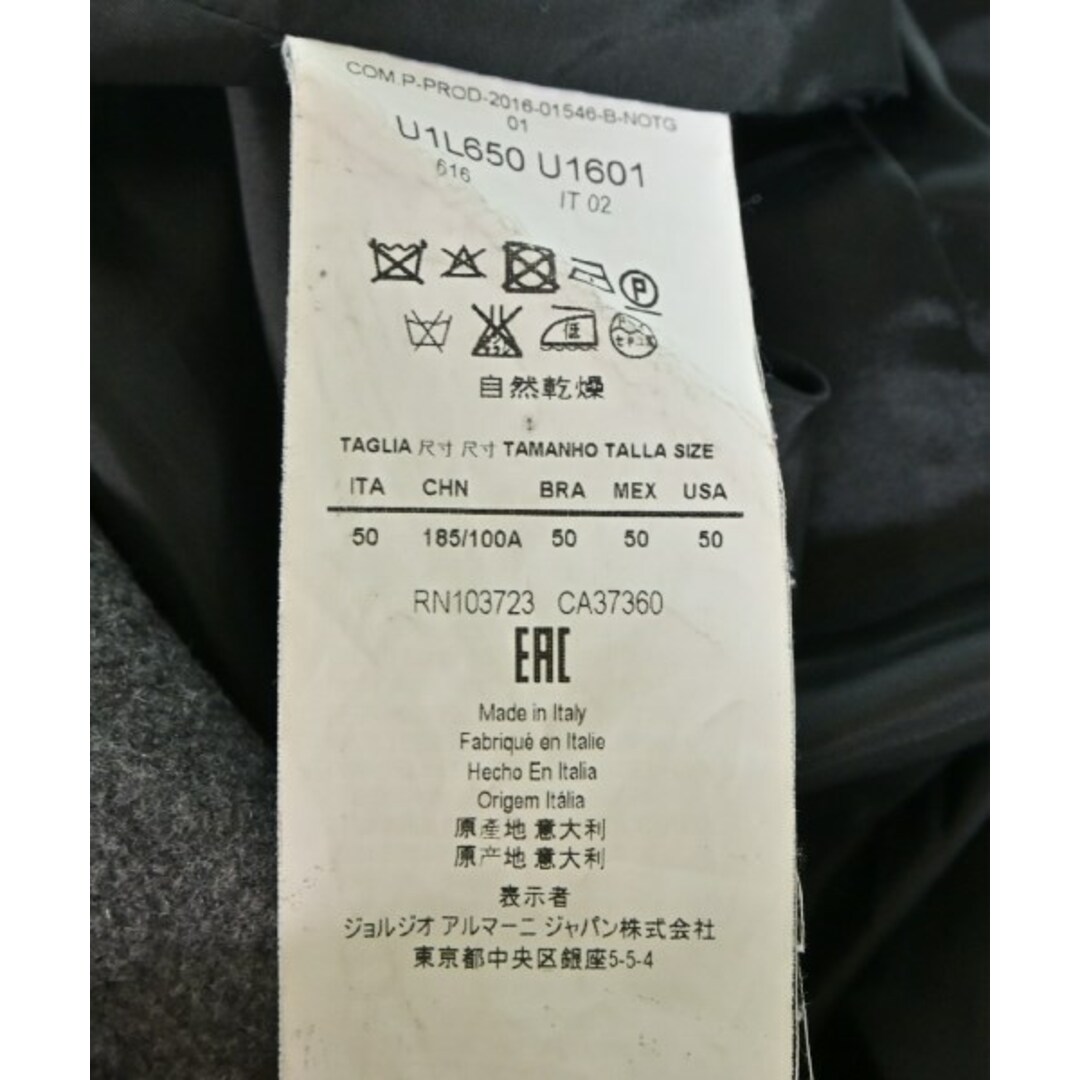 COM.P-PROD-2016-01546-B-NOTG
01
U1L650 U1601
616 IT 02
P
低
自然乾燥
TAGLIA 尺寸 尺寸 TAMANHO TALLA SIZE
ITA CHN BRA MEX USA
50 185/100A 50 50 50
RN103723 CA37360
EAC
Made in Italy
Fabriqué en Italie
Hecho En Italia
Origem Itália
原產地 意大利
原产地 意大利
表示者
ジョルジオ アルマーニ ジャパン株式会社
東京都中央区銀座5-5-4